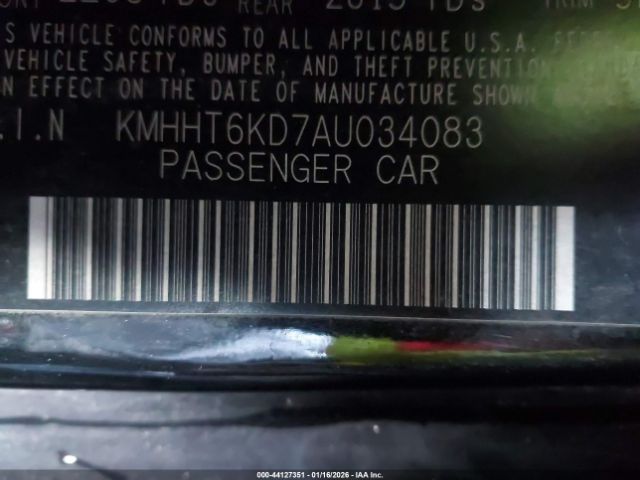 REAR
S VEHICLE CONFORMS TO ALL APPLICABLE U.S.A.
VEHICLE SAFETY, BUMPER, AND THEFT PREVENTION
N EFFECT ON THE DATE OF MANUFACTURE SHOWN
.I.N KMHHT6KD7AU034083
PASSENGER CAR
000-44127351 | 01/16/2026 | IAA Inc.